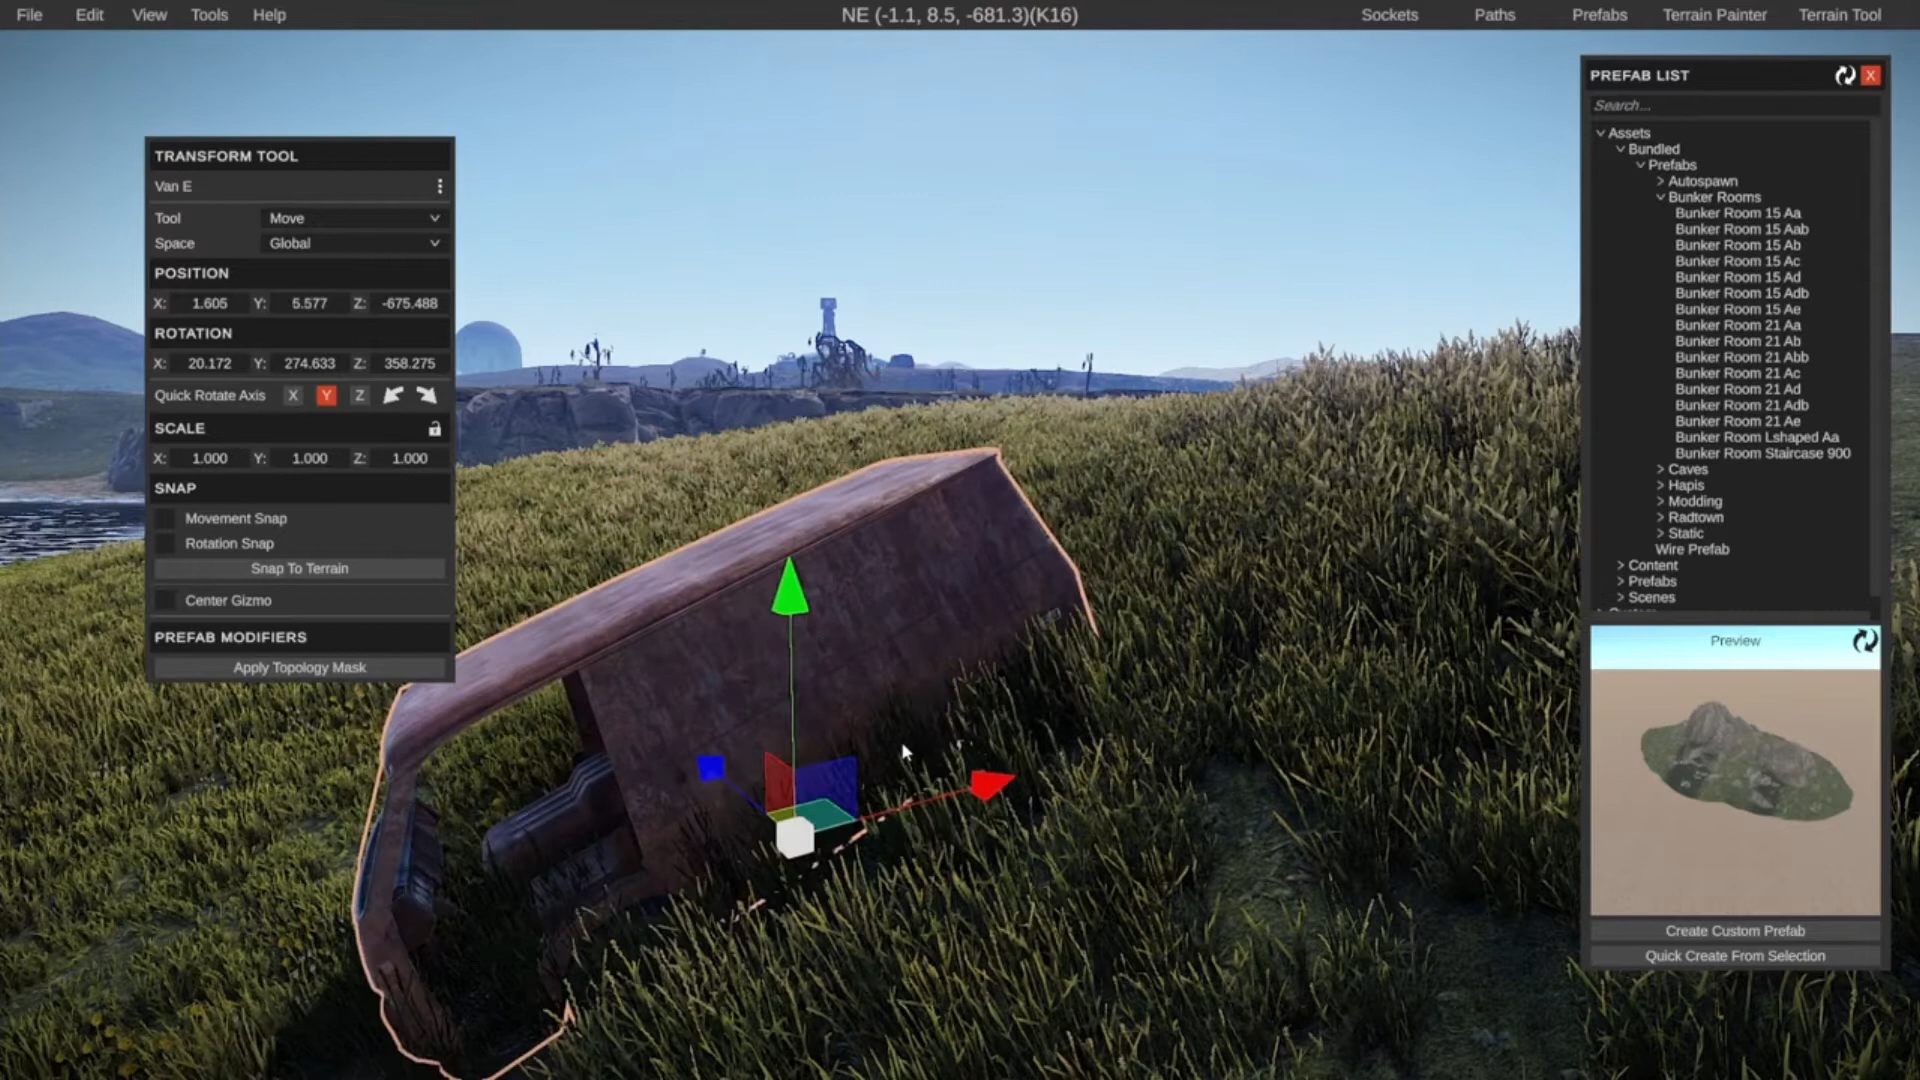 File Edit View Tools Help NE (-1.1, 8.5, -681.3)(K16) Sockets Paths Prefabs Terrain Painter Terrain Tool
TRANSFORM TOOL
Van E
Tool Move
Space Global
POSITION
X: 1.605 Y: 5.577 Z: -675.488
ROTATION
X: 20.172 Y: 274.633 Z: 358.275
Quick Rotate Axis X Y Z
SCALE
X: 1.000 Y: 1.000 Z: 1.000
SNAP
Movement Snap
Rotation Snap
Snap To Terrain
Center Gizmo
PREFAB MODIFIERS
Apply Topology Mask
PREFAB LIST X
Search...
Assets
Bundled
Prefabs
Autospawn
Bunker Rooms
Bunker Room 15 Aa
Bunker Room 15 Aab
Bunker Room 15 Ab
Bunker Room 15 Ac
Bunker Room 15 Ad
Bunker Room 15 Adb
Bunker Room 15 Ae
Bunker Room 21 Aa
Bunker Room 21 Ab
Bunker Room 21 Abb
Bunker Room 21 Ac
Bunker Room 21 Ad
Bunker Room 21 Adb
Bunker Room 21 Ae
Bunker Room Lshaped Aa
Bunker Room Staircase 900
Caves
Hapis
Modding
Radtown
Static
Wire Prefab
Content
Prefabs
Scenes
Preview
Create Custom Prefab
Quick Create From Selection